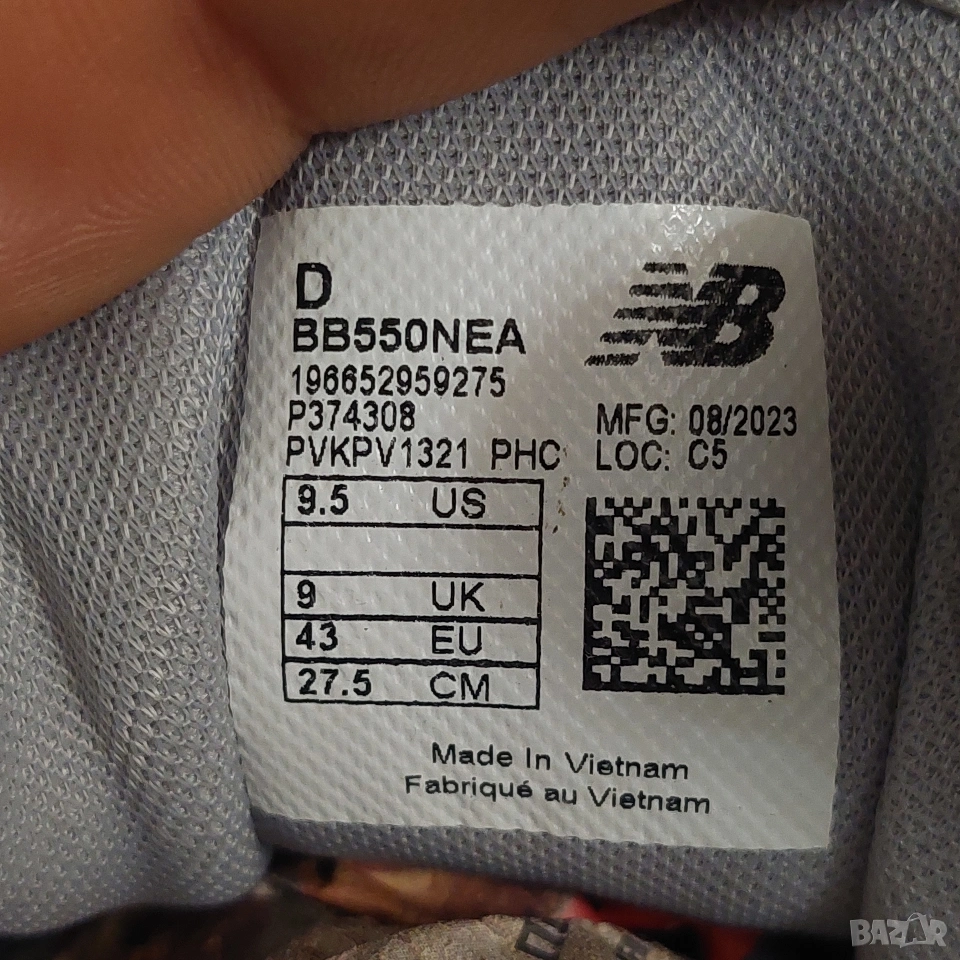 D
NB
BB550NEA
196652959275
P374308
MFG: 08/2023
PVKPV1321 PHC
LOC: C5
9.5 US
9 UK
43 EU
27.5 CM
Made In Vietnam
Fabriqué au Vietnam
BAZAR